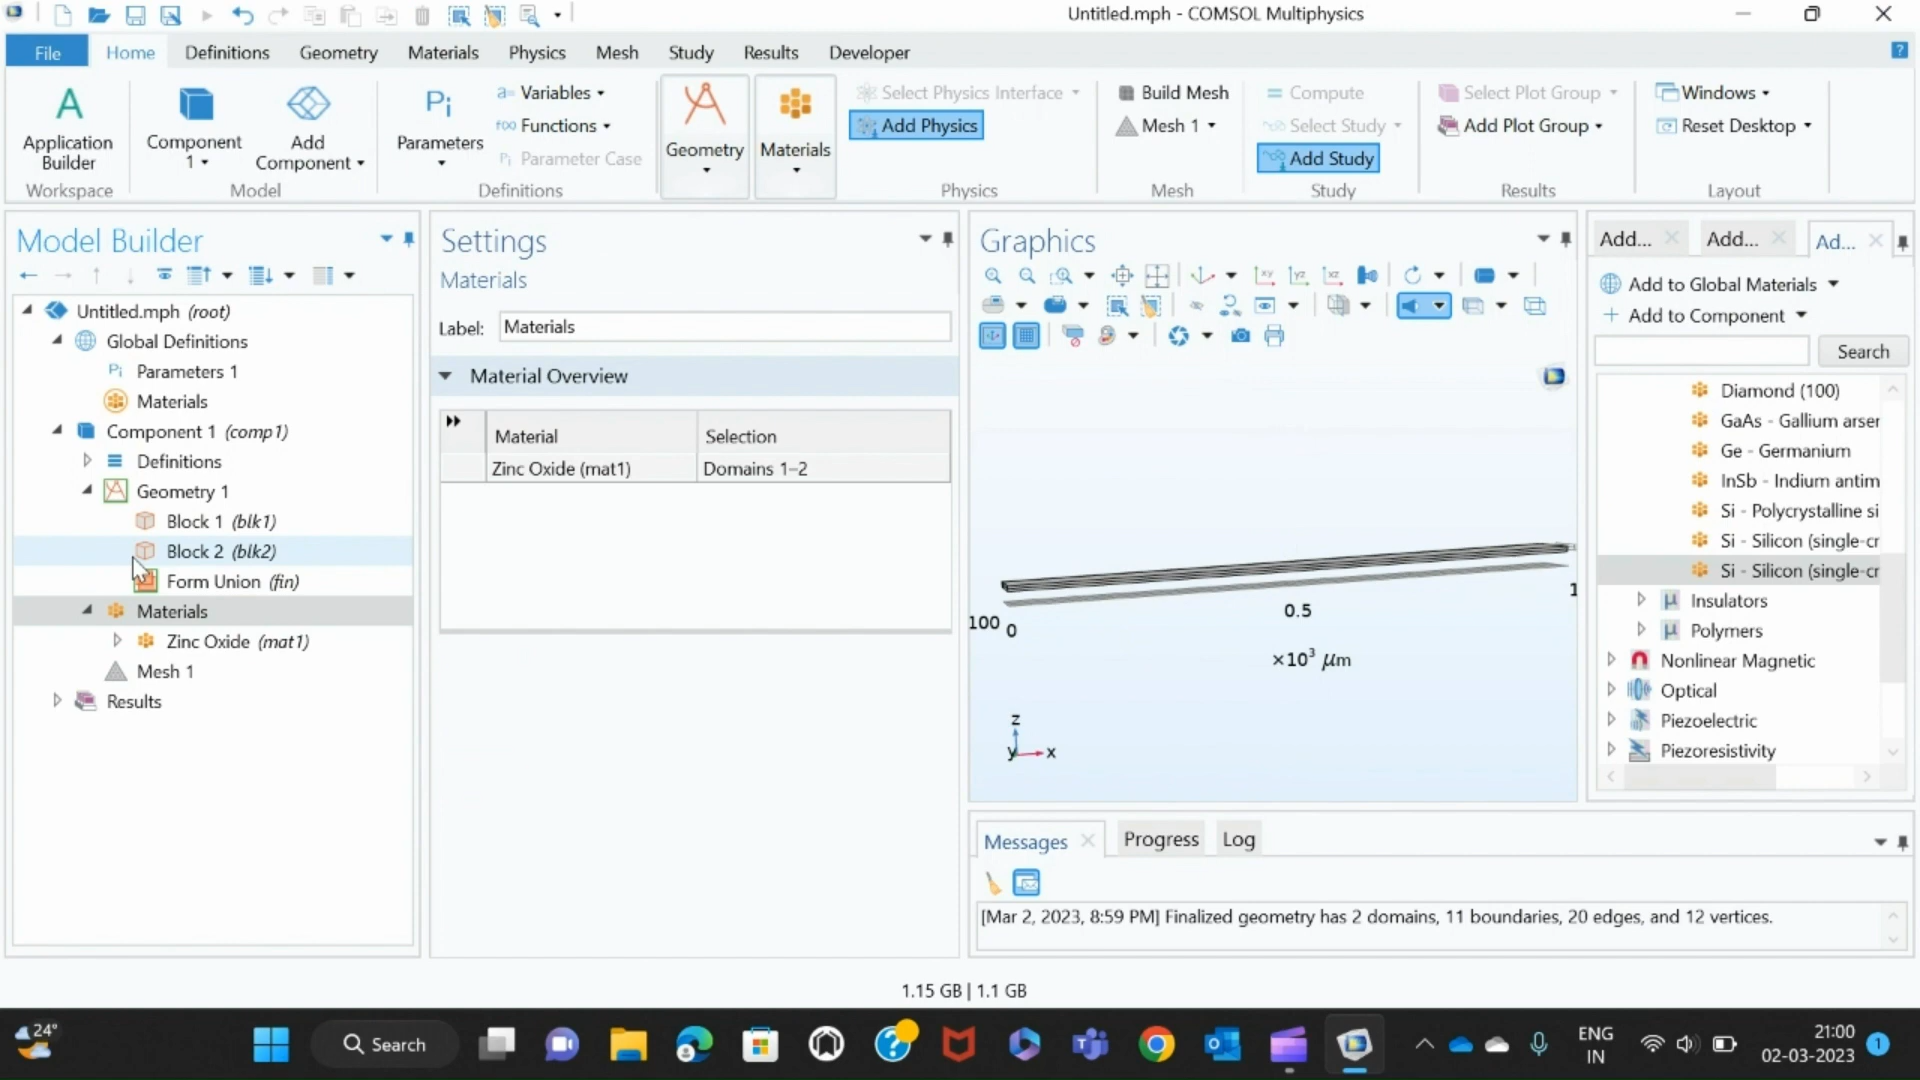 Untitled.mph - COMSOL Multiphysics
File Home Definitions Geometry Materials Physics Mesh Study Results Developer
Application Builder
Workspace
Component 1
Add Component
Model
Pi
Parameters
a= Variables
f(x) Functions
Pi Parameter Case
Definitions
Geometry
Materials
Select Physics Interface
Add Physics
Physics
Build Mesh
Mesh 1
Mesh
= Compute
Select Study
Add Study
Study
Select Plot Group
Add Plot Group
Results
Windows
Reset Desktop
Layout
Model Builder
Untitled.mph (root)
Global Definitions
Pi Parameters 1
Materials
Component 1 (comp1)
Definitions
Geometry 1
Block 1 (blk1)
Block 2 (blk2)
Form Union (fin)
Materials
Zinc Oxide (mat1)
Mesh 1
Results
Settings
Materials
Label: Materials
Material Overview
Material Selection
Zinc Oxide (mat1) Domains 1–2
Graphics
100 0
0.5
1
×10³ μm
z
y x
Add... Add... Ad...
Add to Global Materials
+ Add to Component
Search
Diamond (100)
GaAs - Gallium arser
Ge - Germanium
InSb - Indium antim
Si - Polycrystalline si
Si - Silicon (single-cr
Si - Silicon (single-cr
Insulators
Polymers
Nonlinear Magnetic
Optical
Piezoelectric
Piezoresistivity
Messages Progress Log
[Mar 2, 2023, 8:59 PM] Finalized geometry has 2 domains, 11 boundaries, 20 edges, and 12 vertices.
1.15 GB | 1.1 GB
24°
Search
ENG
IN
21:00
02-03-2023
1